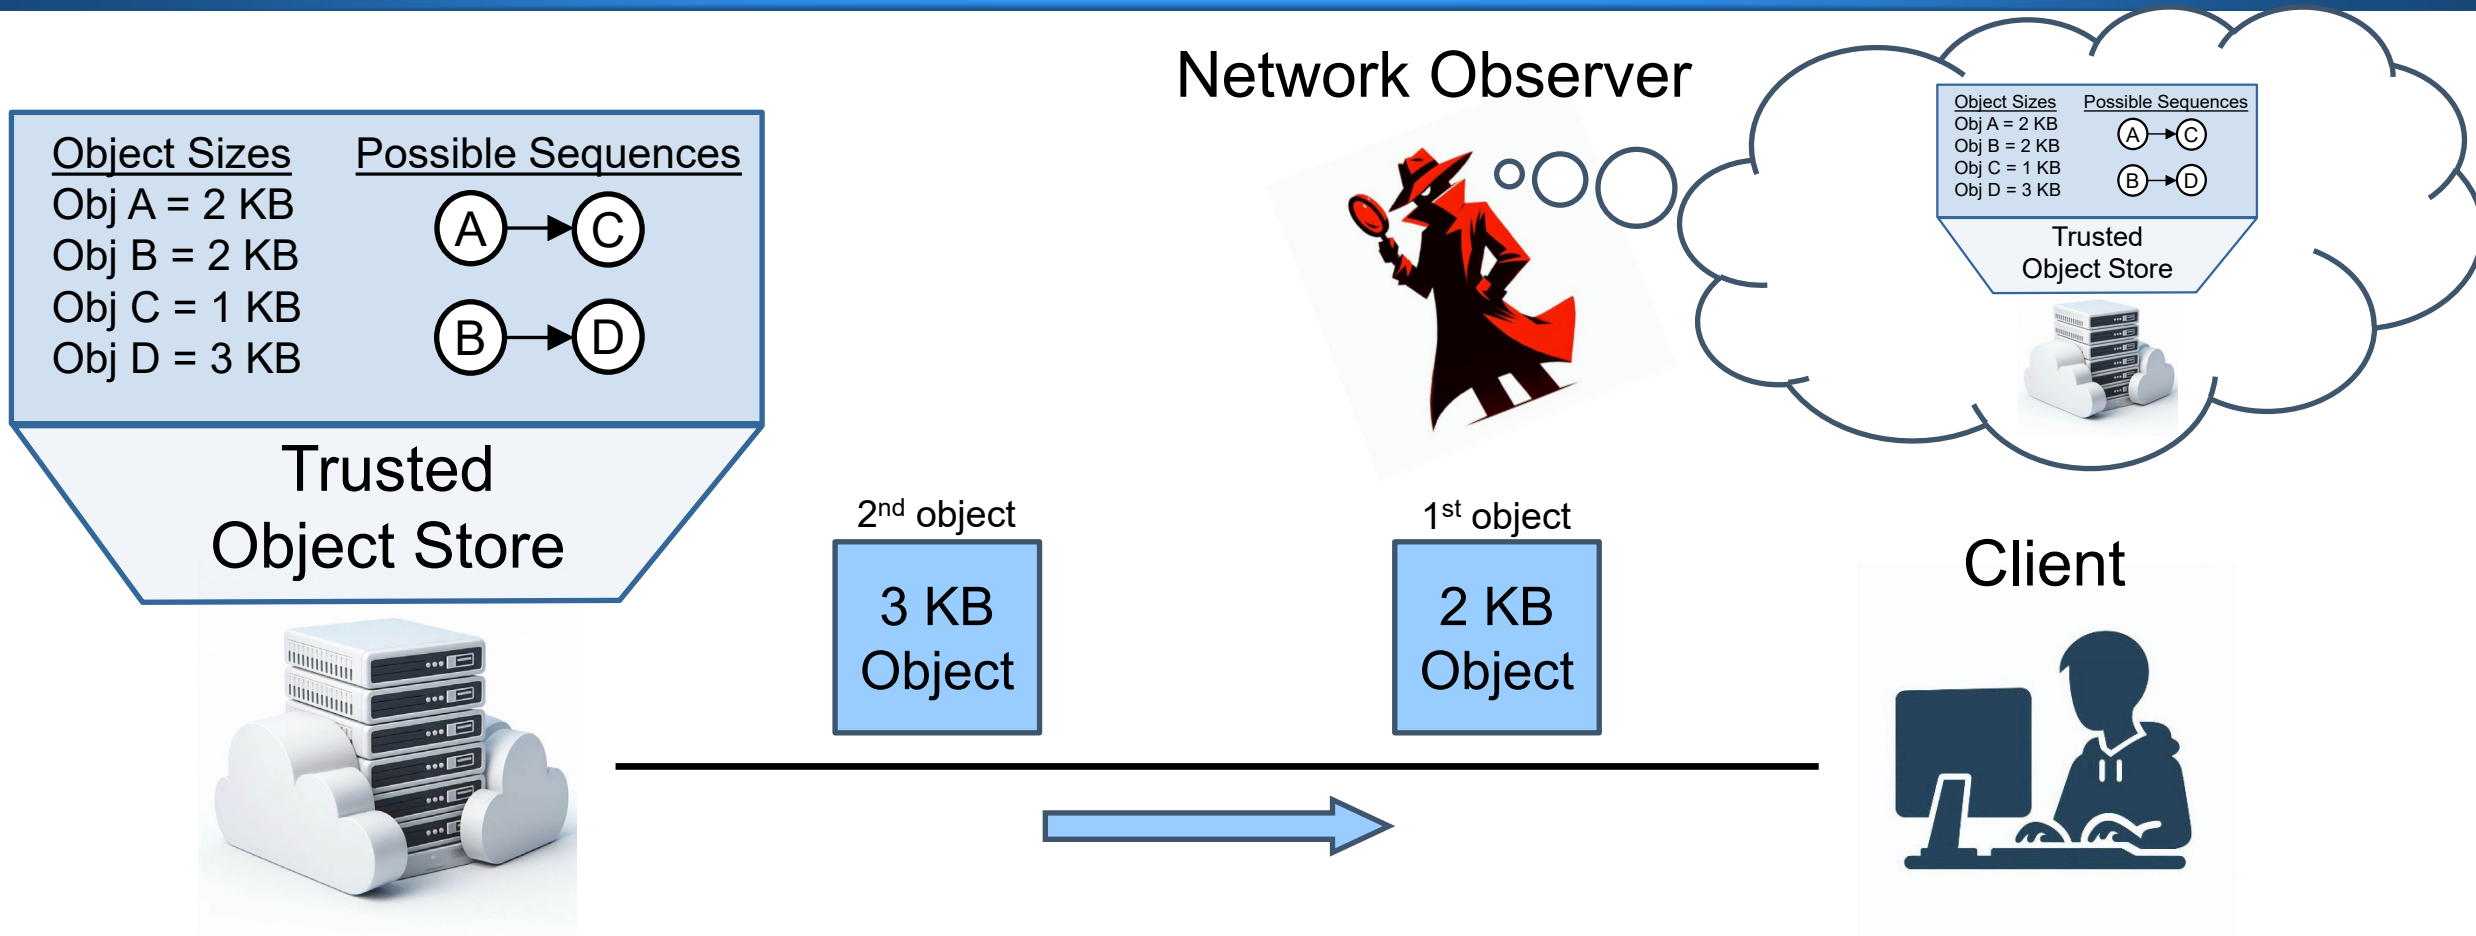 Network Observer
Object Sizes
Obj A = 2 KB
Obj B = 2 KB
Obj C = 1 KB
Obj D = 3 KB
Possible Sequences
A
C
B
D
Trusted
Object Store
Object Sizes
Obj A = 2 KB
Obj B = 2 KB
Obj C = 1 KB
Obj D = 3 KB
Possible Sequences
A
C
B
D
Trusted
Object Store
2nd object
3 KB
Object
1st object
2 KB
Object
Client